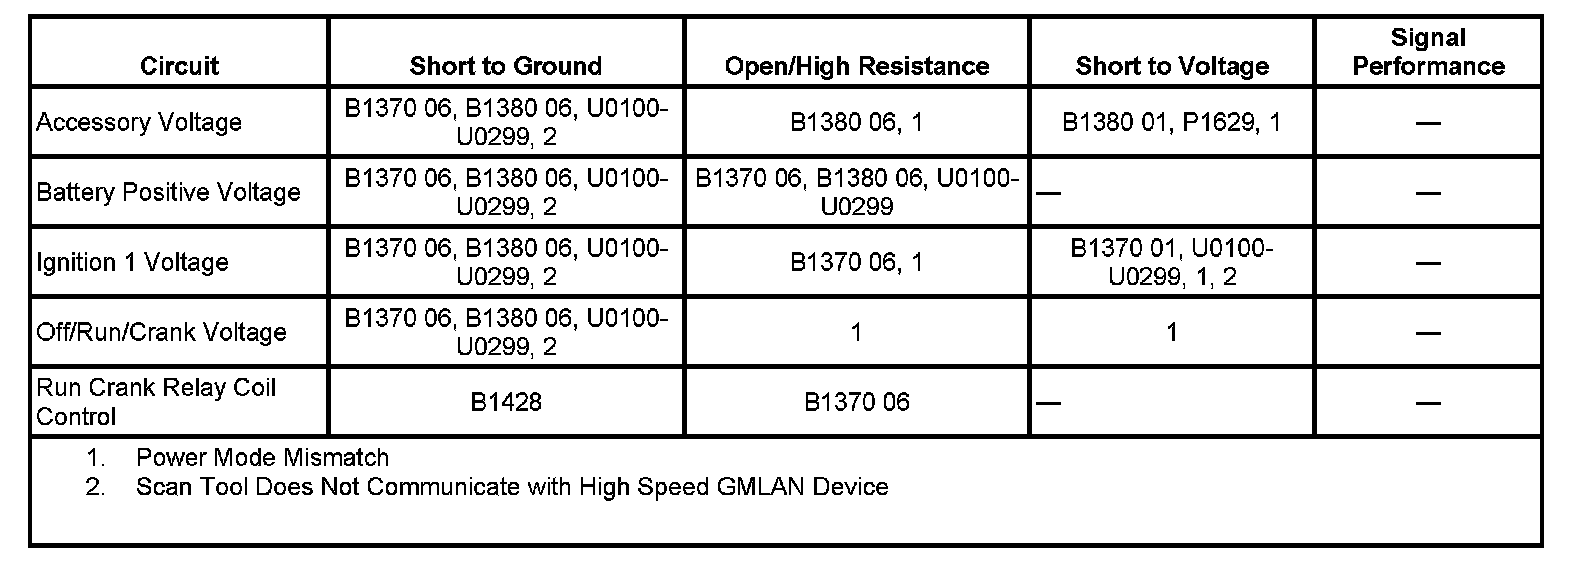 Circuit
Short to Ground
Open/High Resistance
Short to Voltage
Signal
Performance
Accessory Voltage
B1370 06, B1380 06, U0100-
U0299, 2
B1380 06, 1
B1380 01, P1629, 1
—
Battery Positive Voltage
B1370 06, B1380 06, U0100-
U0299, 2
B1370 06, B1380 06, U0100-
U0299
—
—
Ignition 1 Voltage
B1370 06, B1380 06, U0100-
U0299, 2
B1370 06, 1
B1370 01, U0100-
U0299, 1, 2
—
Off/Run/Crank Voltage
B1370 06, B1380 06, U0100-
U0299, 2
1
1
—
Run Crank Relay Coil
Control
B1428
B1370 06
—
—
1. Power Mode Mismatch
2. Scan Tool Does Not Communicate with High Speed GMLAN Device